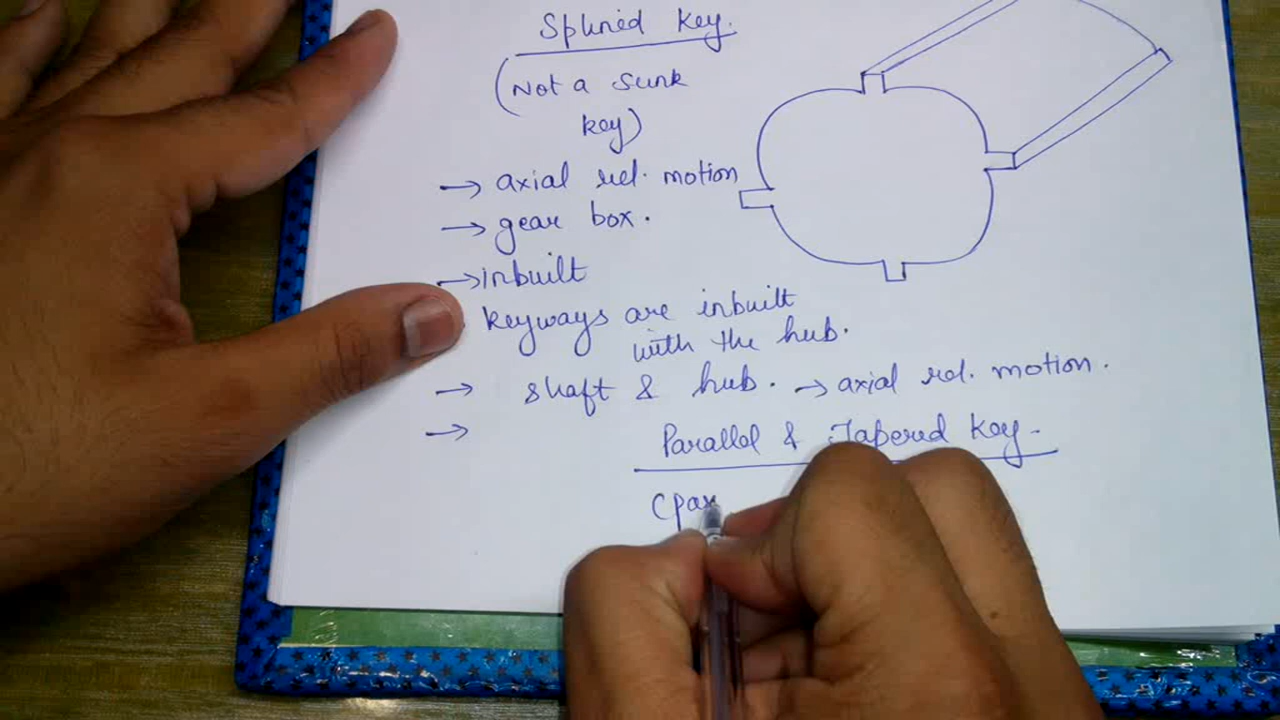 Splined key.
(Not a sunk
key)
→ axial rel. motion
→ gear box.
→ inbuilt
keyways are inbuilt
with the hub.
→ shaft & hub. → axial rel. motion.
→
Parallel & Tapered key -
(par